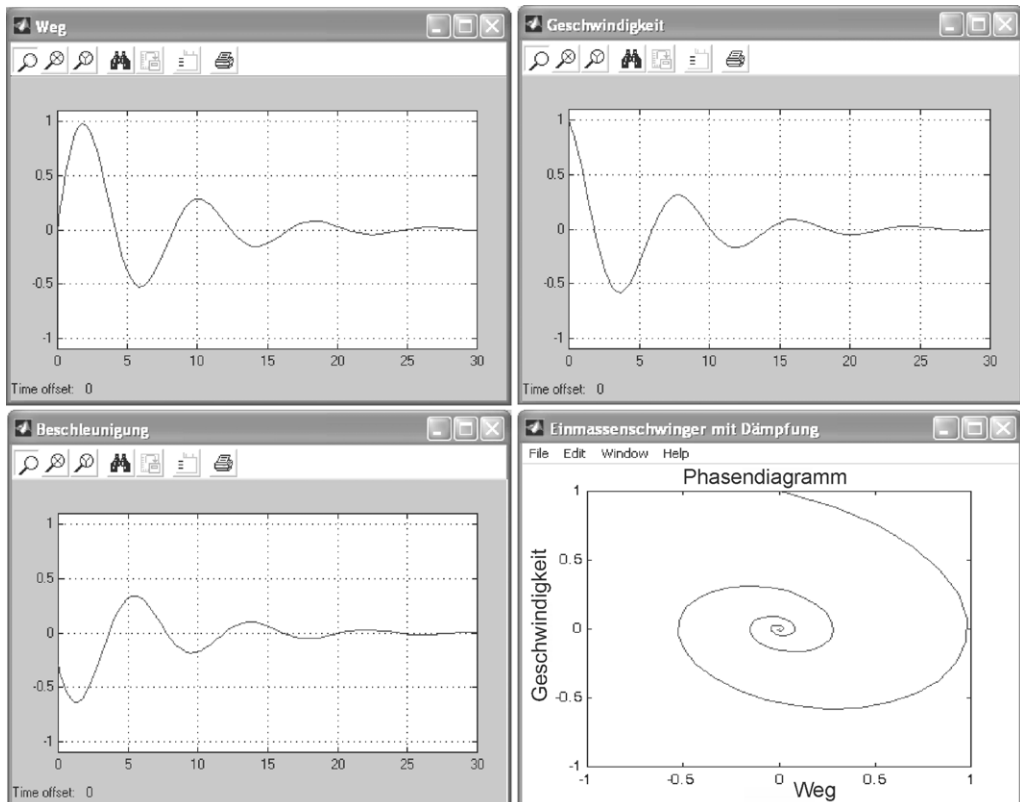 Weg
1
0.5
0
-0.5
-1
0 5 10 15 20 25 30
Time offset: 0
Geschwindigkeit
1
0.5
0
-0.5
-1
0 5 10 15 20 25 30
Time offset: 0
Beschleunigung
1
0.5
0
-0.5
-1
0 5 10 15 20 25 30
Time offset: 0
Einmassenschwinger mit Dämpfung
File Edit Window Help
Phasendiagramm
Geschwindigkeit
1
0.5
0
-0.5
-1
-1 -0.5 0 0.5 1
Weg